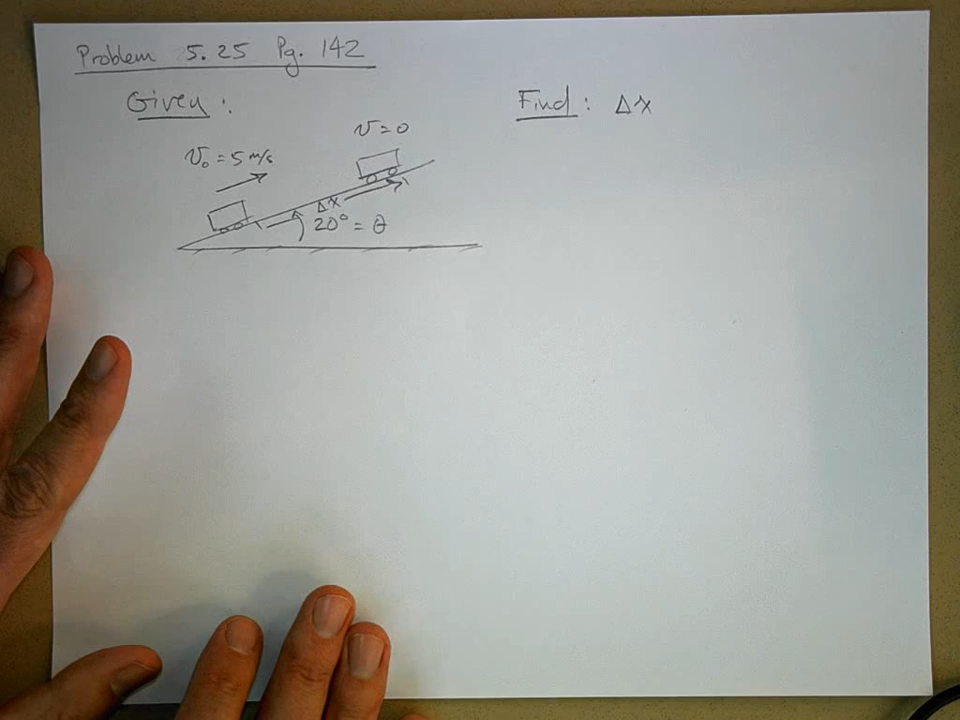 Problem 5.25 Pg. 142
Given:
Find: Δx
v=0
v₀ = 5 m/s
Δx
20° = θ